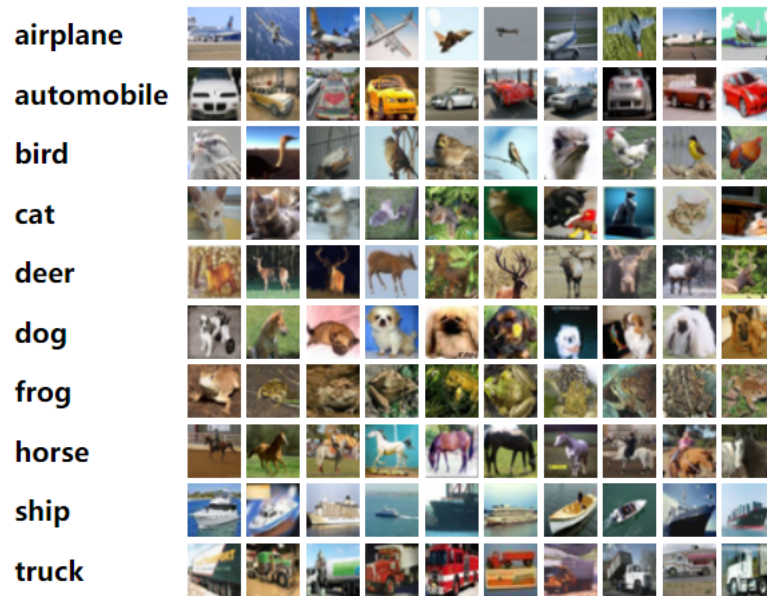 airplane
automobile
bird
cat
deer
dog
frog
horse
ship
truck